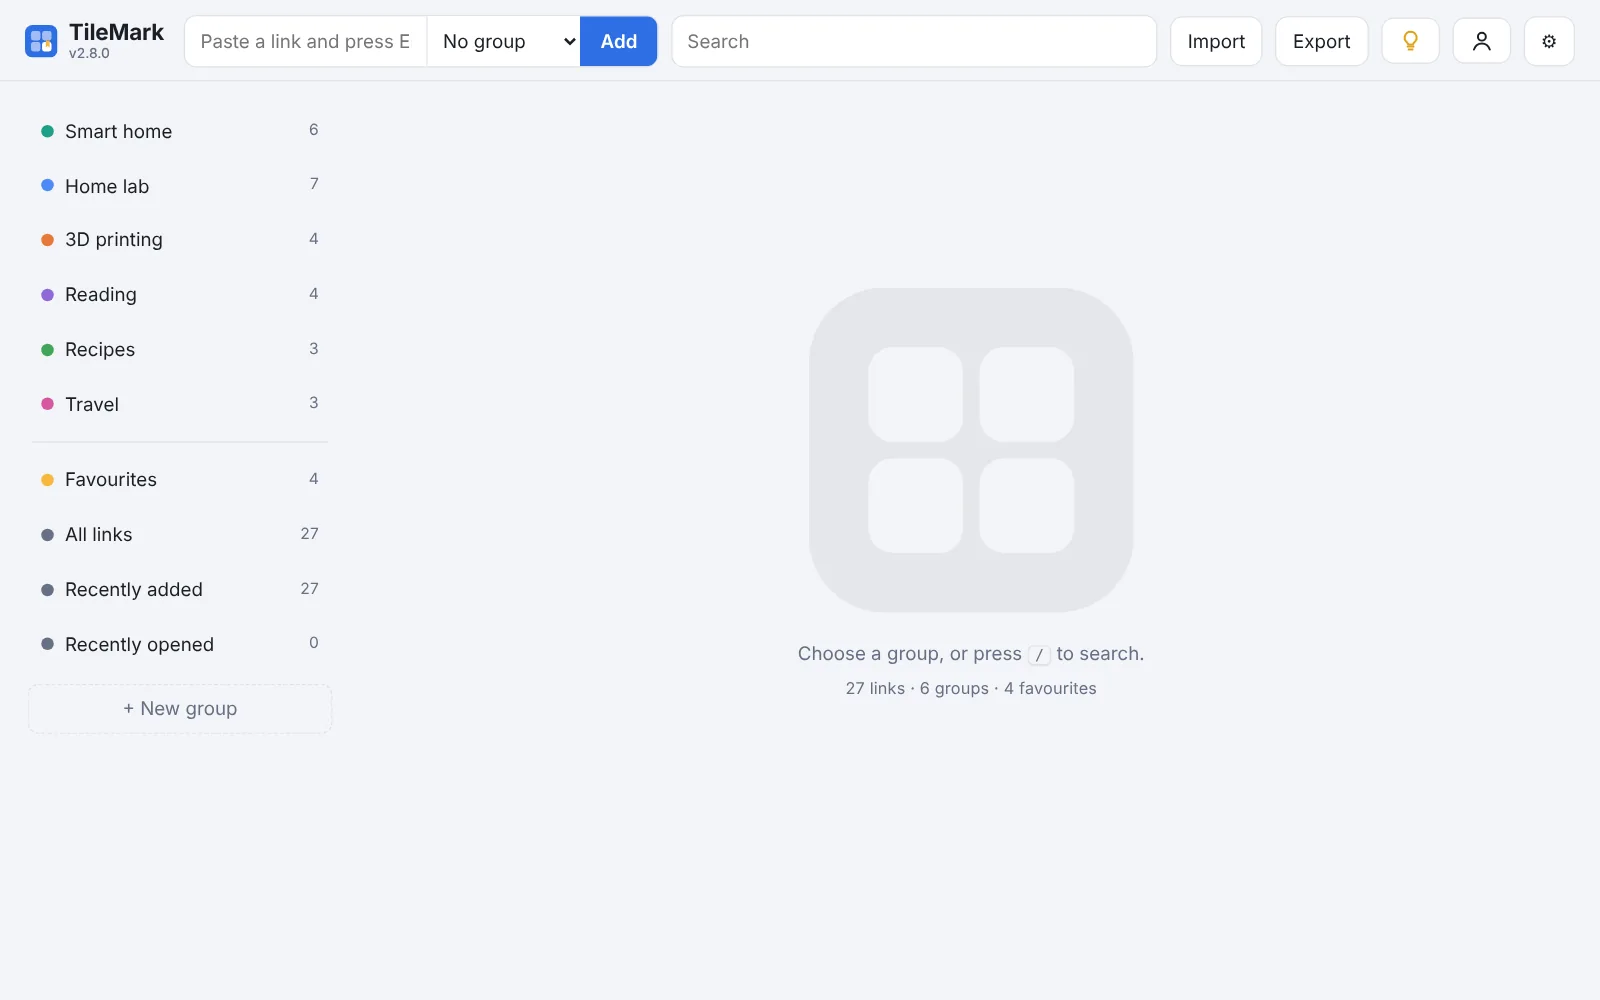 TileMark
v2.8.0
Paste a link and press E
No group
Add
Search
Import
Export
Smart home 6
Home lab 7
3D printing 4
Reading 4
Recipes 3
Travel 3
Favourites 4
All links 27
Recently added 27
Recently opened 0
+ New group
Choose a group, or press / to search.
27 links · 6 groups · 4 favourites